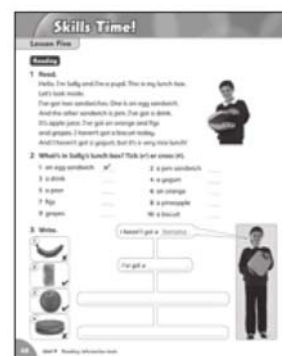 Skills Time!
Lesson Five
Reading
1 Read.
Hello. I'm Sally and I'm a pupil. This is my lunch box.
Let's look inside.
I've got two sandwiches. One is an egg sandwich.
And the other sandwich is jam. I've got a drink.
It's apple juice. I've got an orange and figs
and grapes. I haven't got a biscuit today.
And I haven't got a yogurt, but it's a very nice lunch!
2 What's in Sally's lunch box? Tick (✓) or cross (✗).
1 an egg sandwich ✓
2 a jam sandwich
3 a drink
4 a yogurt
5 a pear
6 an orange
7 figs
8 a pineapple
9 grapes
10 a biscuit
3 Write.
I haven't got a banana
I've got a
Unit 9